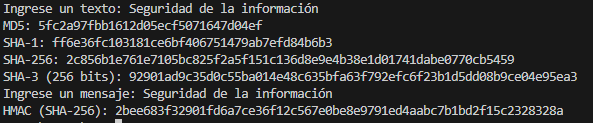 Ingrese un texto: Seguridad de la información
MD5: 5fc2a97fbb1612d05ecf5071647d04ef
SHA-1: ff6e36fc103181ce6bf406751479ab7efd84b6b3
SHA-256: 2c856b1e761e7105bc825f2a5f151c136d8e9e4b38e1d01741dabe0770cb5459
SHA-3 (256 bits): 92901ad9c35d0c55ba014e48c635bfa63f792efc6f23b1d5dd08b9ce04e95ea3
Ingrese un mensaje: Seguridad de la información
HMAC (SHA-256): 2bee683f32901fd6a7ce36f12c567e0be8e9791ed4aabc7b1bd2f15c2328328a